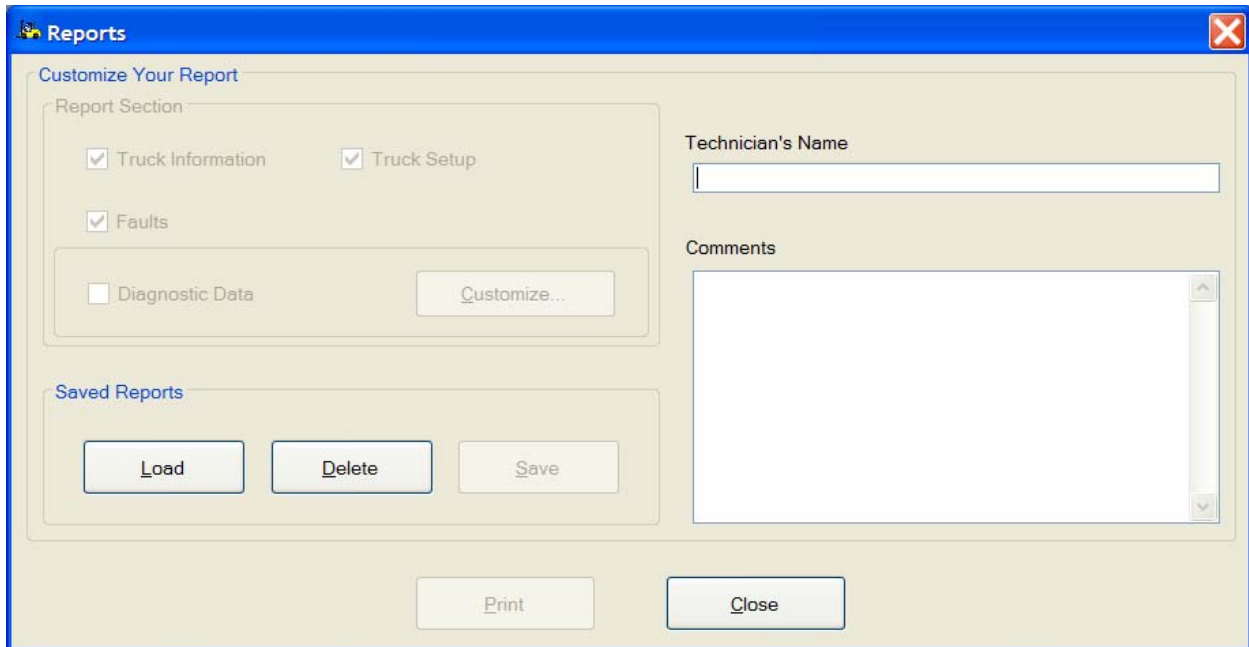 Reports
Customize Your Report
Report Section
Truck Information
Truck Setup
Faults
Diagnostic Data
Customize...
Technician's Name
Comments
Saved Reports
Load
Delete
Save
Print
Close